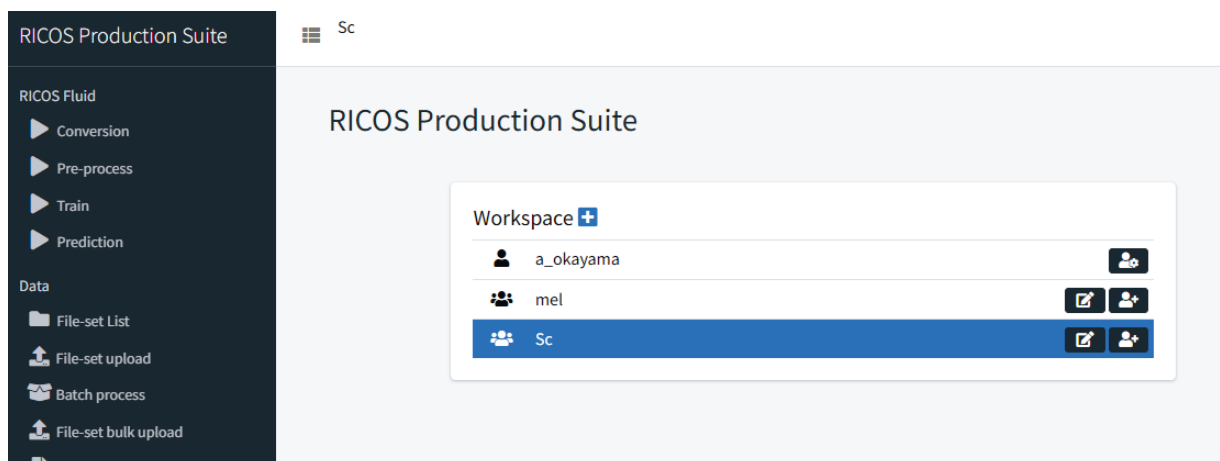 RICOS Production Suite
Sc
RICOS Fluid
Conversion
Pre-process
Train
Prediction
Data
File-set List
File-set upload
Batch process
File-set bulk upload
RICOS Production Suite
Workspace
a_okayama
mel
Sc